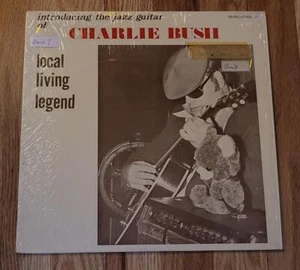 introducing the jazz guitar
of
CHARLIE BUSH
local
living
legend